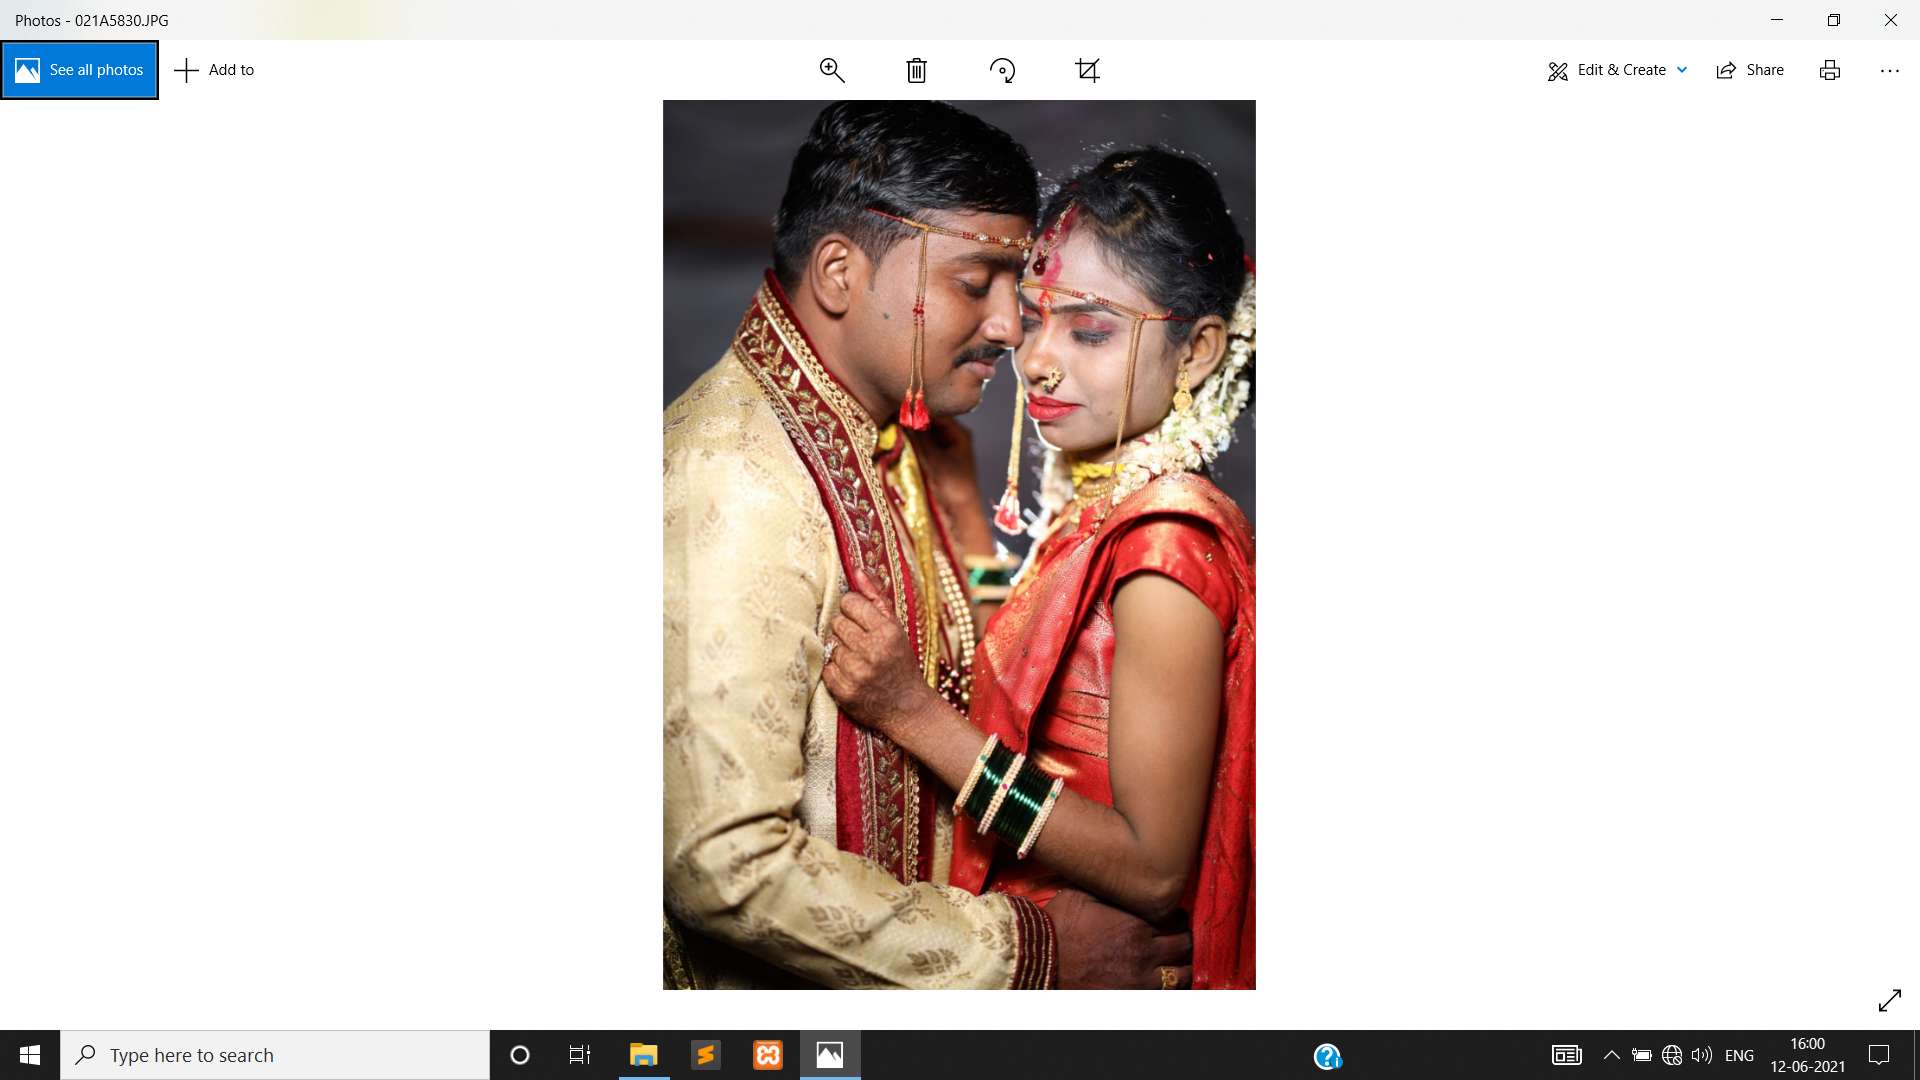 Photos - 021A5830.JPG
See all photos
Add to
Edit & Create
Share
Type here to search
ENG
16:00
12-06-2021